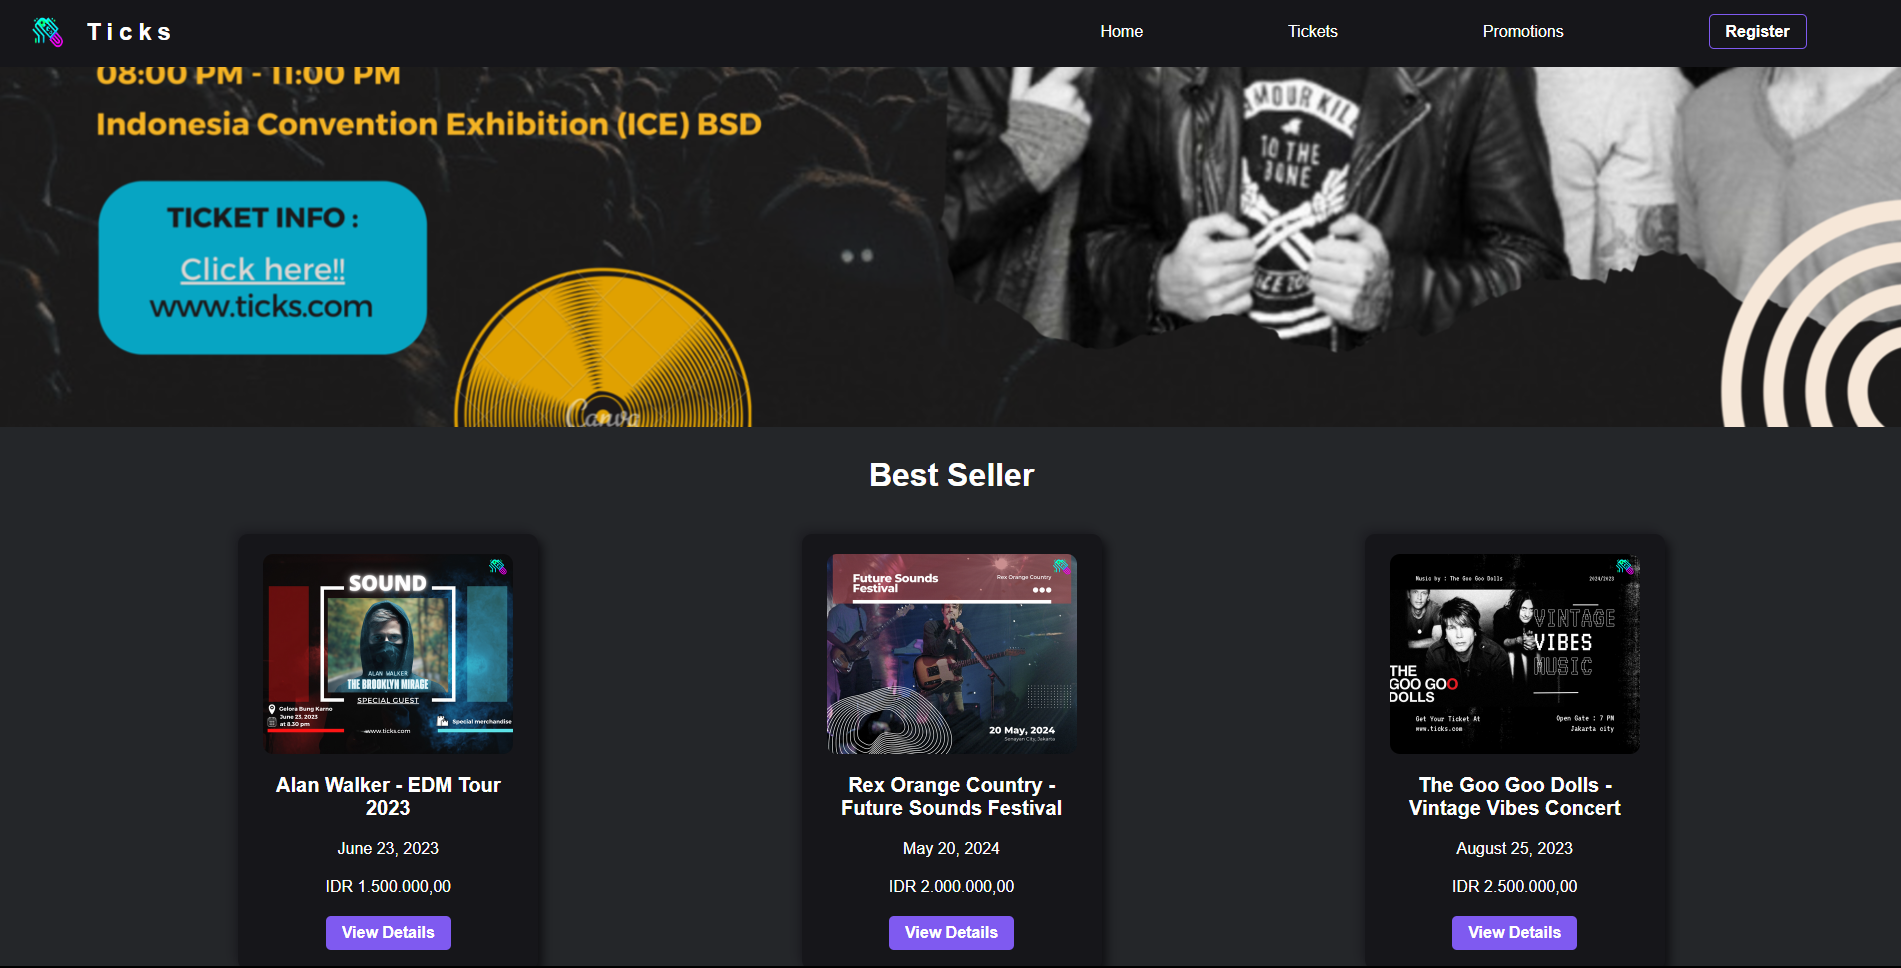 Ticks
Home
Tickets
Promotions
Register
08:00 PM - 11:00 PM
Indonesia Convention Exhibition (ICE) BSD
TICKET INFO :
Click here!!
www.ticks.com
MOUR KIL
TO THE
BONE
Canva
Best Seller
SOUND
ALAN WALKER
THE BROOKLYN MIRAGE
SPECIAL GUEST
Gelora Bung Karno
June 23, 2023
at 8.30 pm
www.ticks.com
Special merchandise
Alan Walker - EDM Tour
2023
June 23, 2023
IDR 1.500.000,00
View Details
Future Sounds
Festival
Rex Orange Country
20 May, 2024
Senayan City, Jakarta
Rex Orange Country -
Future Sounds Festival
May 20, 2024
IDR 2.000.000,00
View Details
Music by : The Goo Goo Dolls
2024/2023
VINTAGE
VIBES
MUSIC
THE
GOO GOO
DOLLS
Get Your Ticket At
www.ticks.com
Open Gate : 7 PM
Jakarta city
The Goo Goo Dolls -
Vintage Vibes Concert
August 25, 2023
IDR 2.500.000,00
View Details